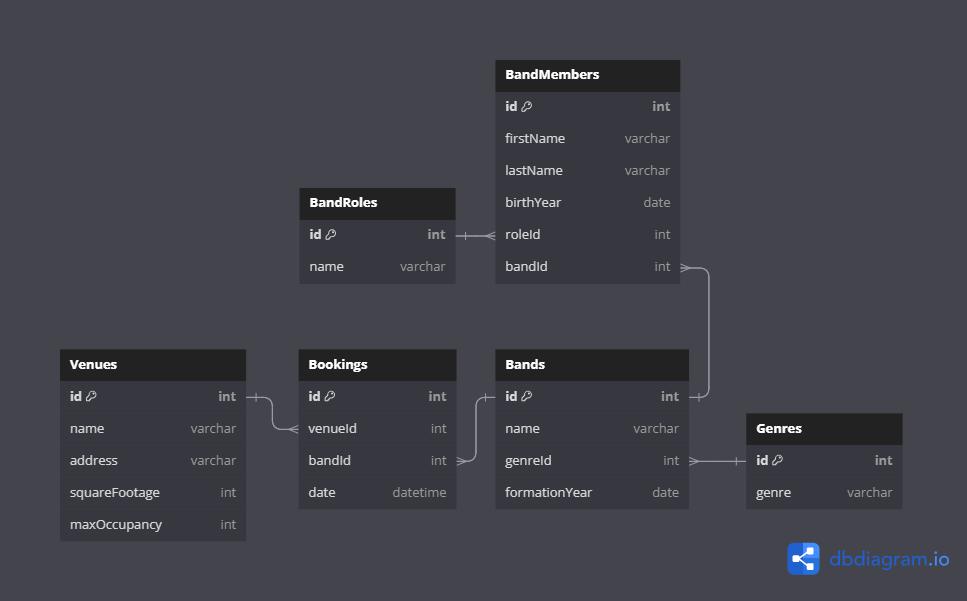 BandMembers
id int
firstName varchar
lastName varchar
birthYear date
roleId int
bandId int
BandRoles
id int
name varchar
Venues
id int
name varchar
address varchar
squareFootage int
maxOccupancy int
Bookings
id int
venueId int
bandId int
date datetime
Bands
id int
name varchar
genreId int
formationYear date
Genres
id int
genre varchar
dbdiagram.io